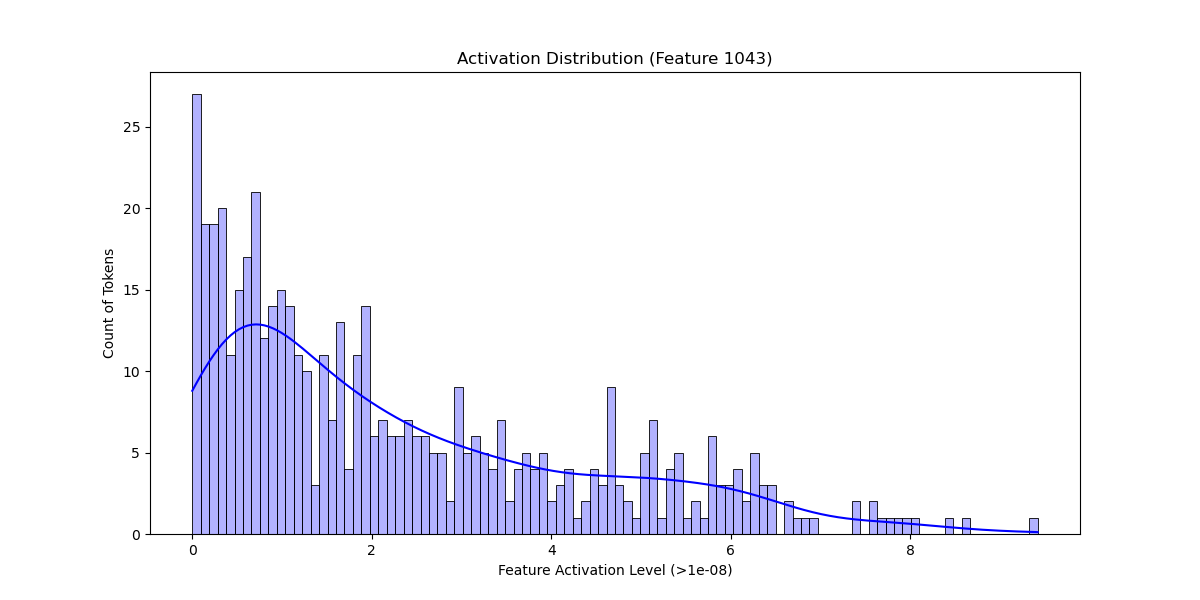 Activation Distribution (Feature 1043)
Count of Tokens
25
20
15
10
5
0
0 2 4 6 8
Feature Activation Level (>1e-08)